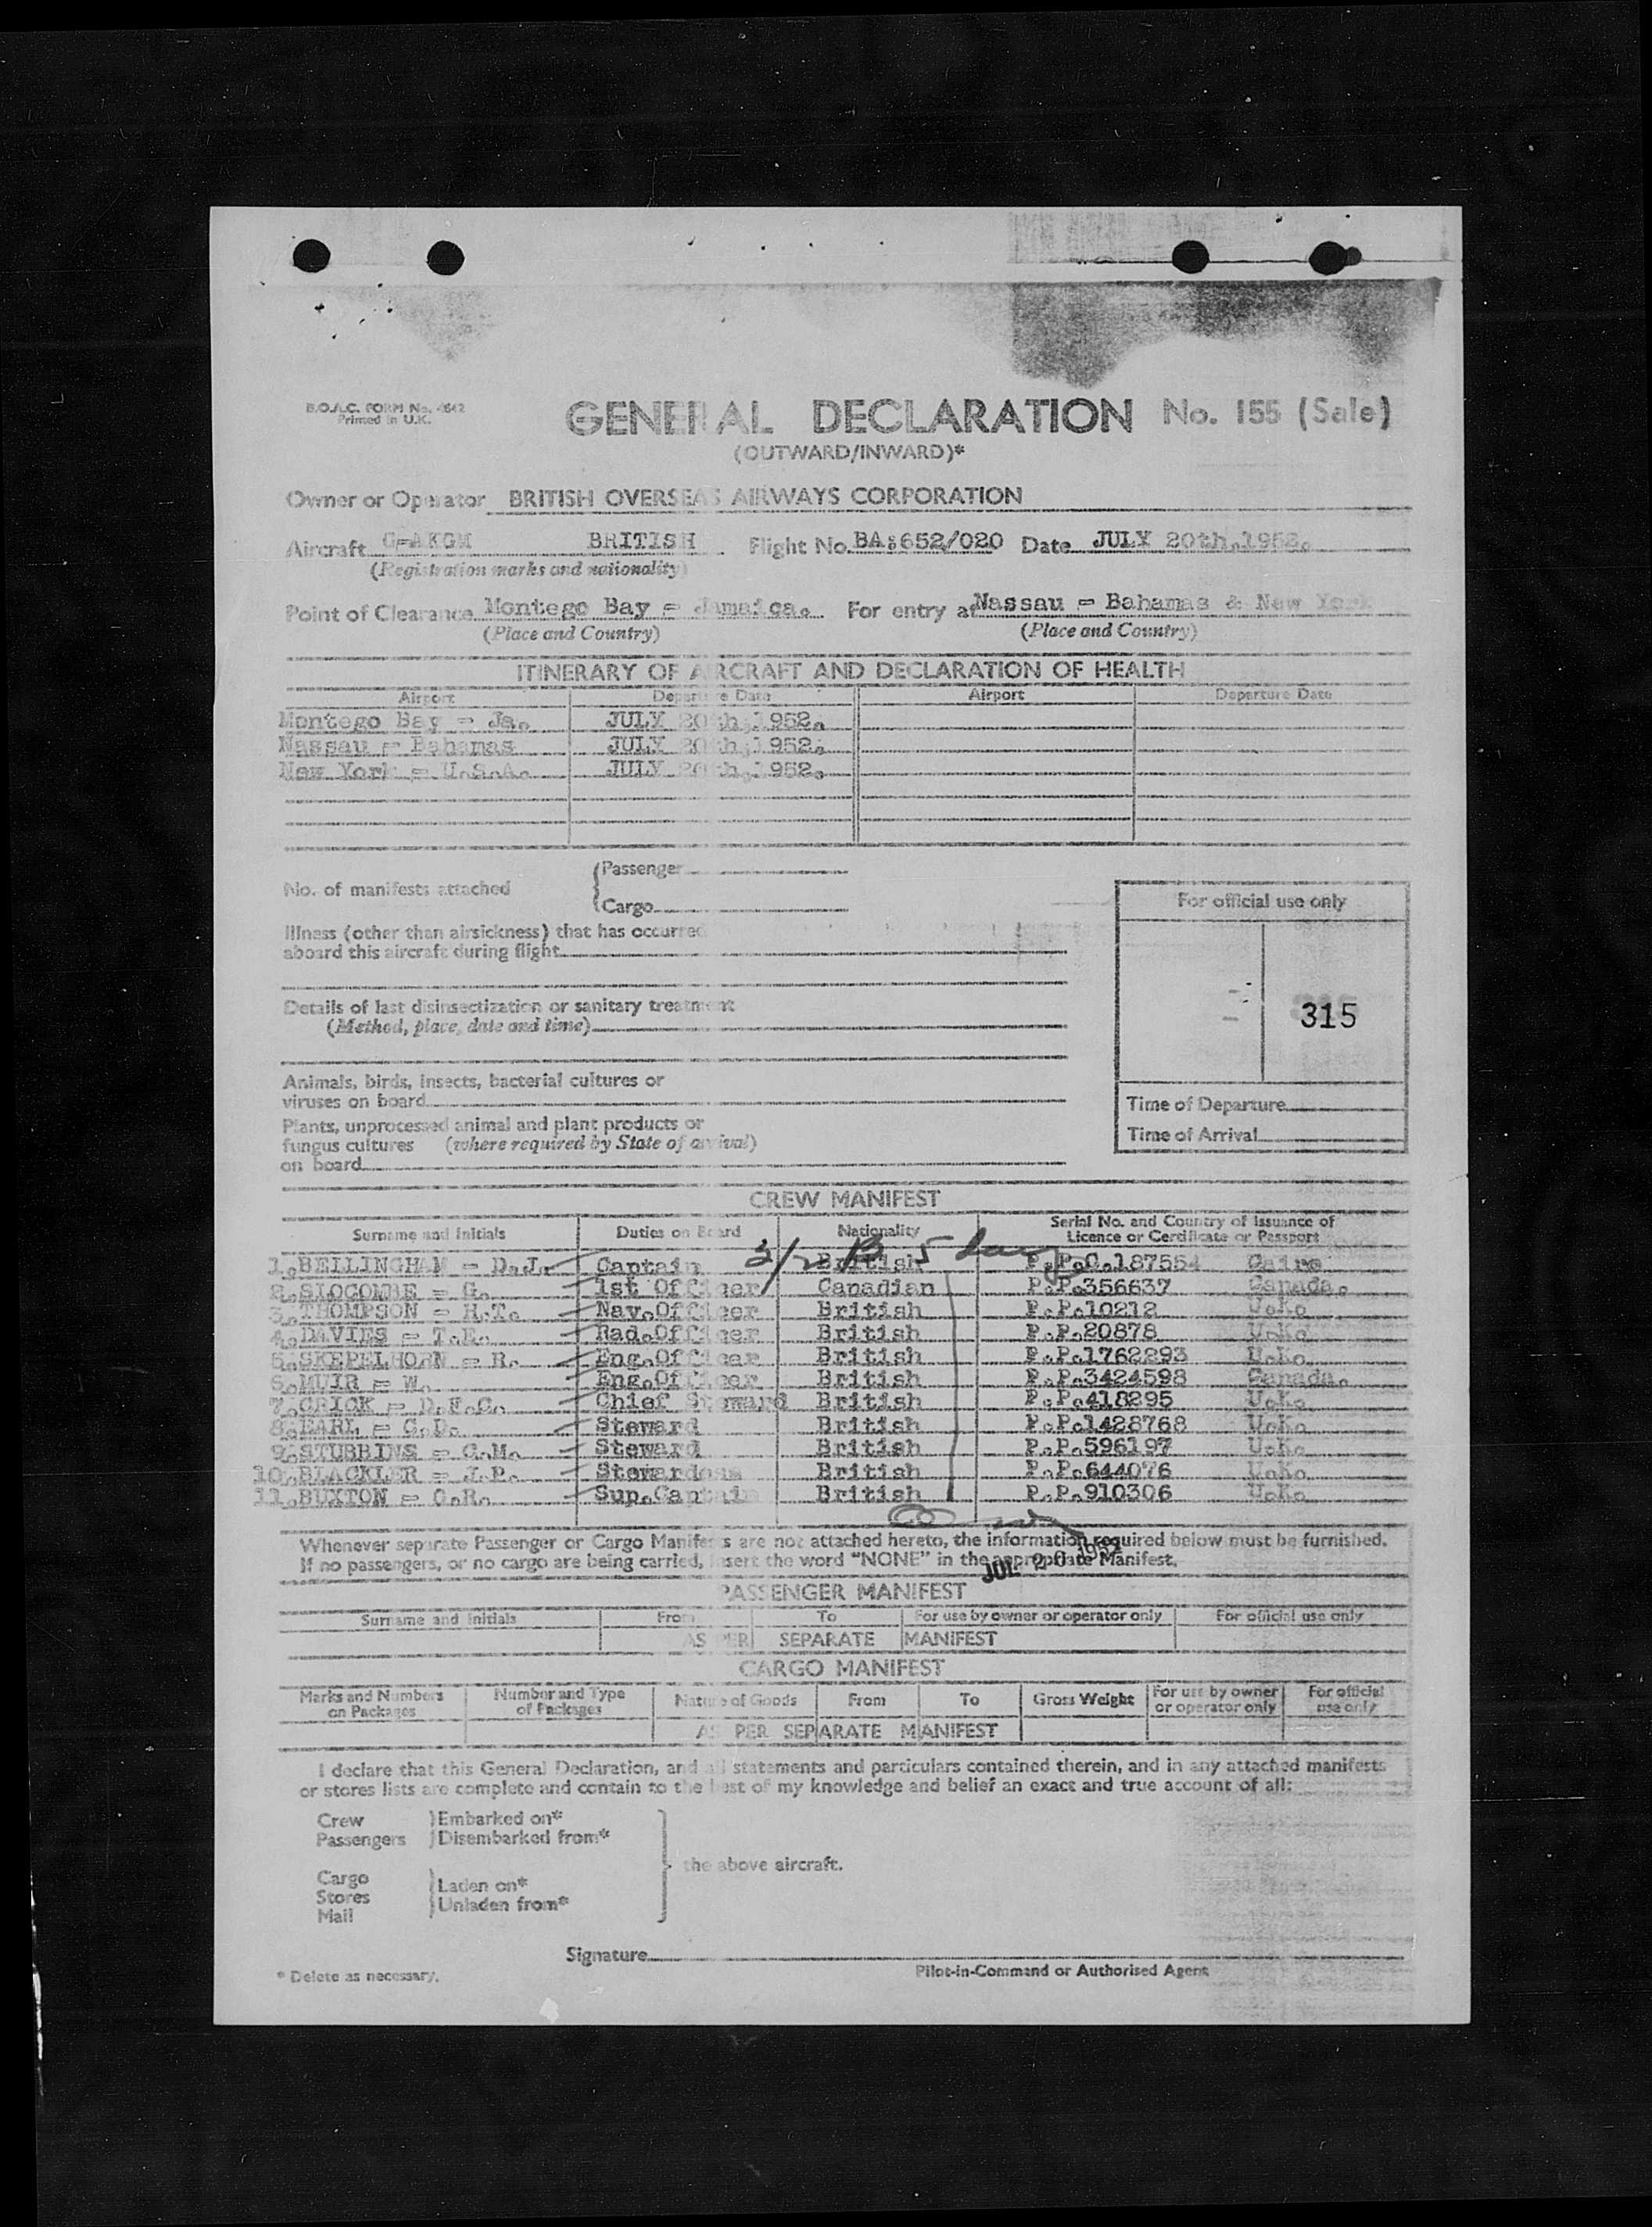 B.O.A.C. FORM No. 4642
Printed in U.K.
GENERAL DECLARATION No. 155 (Sale)
(OUTWARD/INWARD)*
Owner or Operator BRITISH OVERSEAS AIRWAYS CORPORATION
Aircraft G-AKGM BRITISH Flight No. BA:652/020 Date JULY 20th,1952.
(Registration marks and nationality)
Point of Clearance Montego Bay - Jamaica. For entry at Nassau - Bahamas & New York
(Place and Country) (Place and Country)
ITINERARY OF AIRCRAFT AND DECLARATION OF HEALTH
Airport Departure Date Airport Departure Date
Montego Bay - Ja. JULY 20th,1952.
Nassau - Bahamas JULY 20th,1952.
New York - U.S.A. JULY 20th,1952.
No. of manifests attached
Passenger
Cargo
For official use only
Illness (other than airsickness) that has occurred
aboard this aircraft during flight
Details of last disinsectization or sanitary treatment
(Method, place, date and time)
315
Animals, birds, insects, bacterial cultures or
viruses on board
Time of Departure
Plants, unprocessed animal and plant products or
fungus cultures (where required by State of arrival)
Time of Arrival
on board
CREW MANIFEST
Surname and Initials Duties on Board Nationality Serial No. and Country of Issuance of
Licence or Certificate or Passport
1.BELLINGHAM - D.J. Captain British P.P.C.187554 Cairo
2.SLOCOMBE - G. 1st Officer Canadian P.P.356637 Canada.
3.THOMPSON - H.T. Nav.Officer British P.P.10212 U.K.
4.DAVIES - T.E. Rad.Officer British P.P.20878 U.K.
5.SKEPELHORN - R. Eng.Officer British P.P.1762293 U.K.
6.MUIR - W. Eng.Officer British P.P.3424598 Canada.
7.CRICK - D.F.C. Chief Steward British P.P.418295 U.K.
8.EARL - G.D. Steward British P.P.1428768 U.K.
9.STUBBINS - C.M. Steward British P.P.596197 U.K.
10.BLACKLER - J.P. Stewardess British P.P.644076 U.K.
11.BUXTON - O.R. Sup.Captain British P.P.910306 U.K.
Whenever separate Passenger or Cargo Manifests are not attached hereto, the information required below must be furnished.
If no passengers, or no cargo are being carried, insert the word "NONE" in the appropriate Manifest.
JUL 20 1952
PASSENGER MANIFEST
Surname and Initials From To For use by owner or operator only For official use only
AS PER SEPARATE MANIFEST
CARGO MANIFEST
Marks and Numbers on Packages Number and Type of Packages Nature of Goods From To Gross Weight For use by owner or operator only For official use only
AS PER SEPARATE MANIFEST
I declare that this General Declaration, and all statements and particulars contained therein, and in any attached manifests
or stores lists are complete and contain to the best of my knowledge and belief an exact and true account of all:
Crew Embarked on*
Passengers Disembarked from*
the above aircraft.
Cargo
Stores Laden on*
Mail Unladen from*
Signature
* Delete as necessary. Pilot-in-Command or Authorised Agent